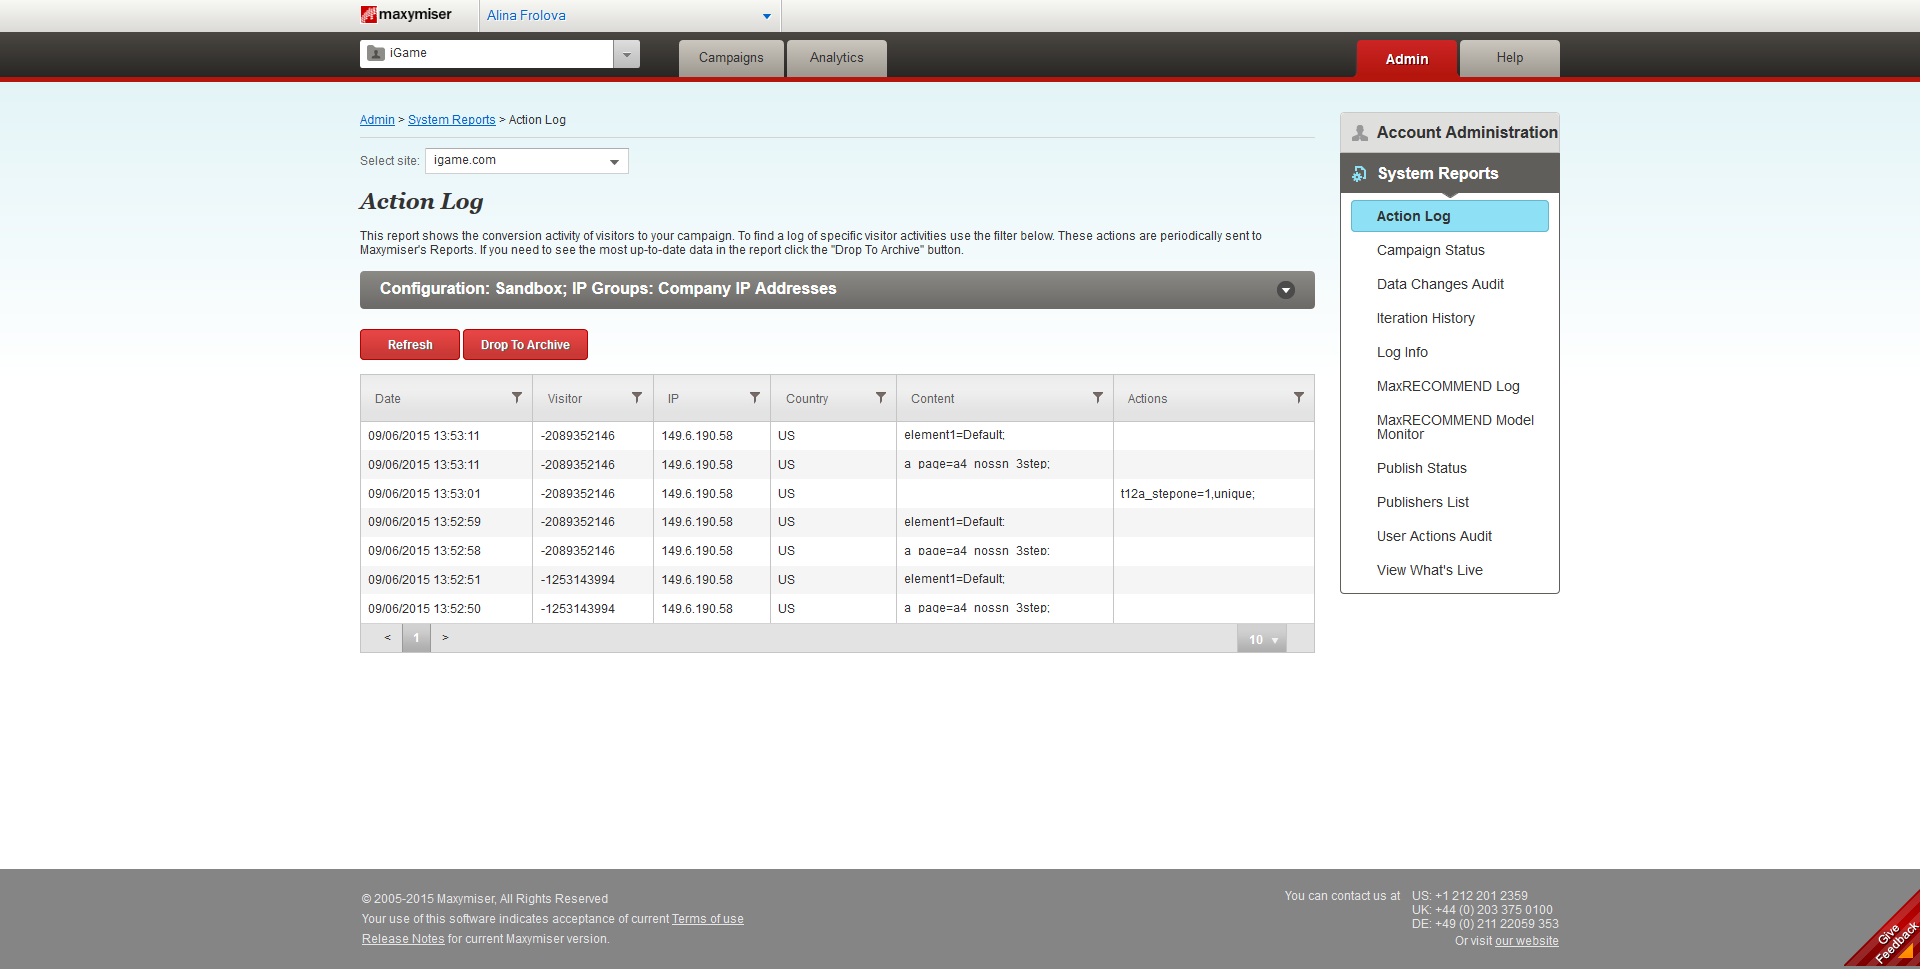 maxymiser
Alina Frolova
iGame
Campaigns
Analytics
Admin
Help
Admin > System Reports > Action Log
Select site: igame.com
Action Log
This report shows the conversion activity of visitors to your campaign. To find a log of specific visitor activities use the filter below. These actions are periodically sent to
Maxymiser's Reports. If you need to see the most up-to-date data in the report click the "Drop To Archive" button.
Configuration: Sandbox; IP Groups: Company IP Addresses
Refresh
Drop To Archive
Date Visitor IP Country Content Actions
09/06/2015 13:53:11 -2089352146 149.6.190.58 US element1=Default;
09/06/2015 13:53:11 -2089352146 149.6.190.58 US a_page=a4_nossn_3step;
09/06/2015 13:53:01 -2089352146 149.6.190.58 US t12a_stepone=1,unique;
09/06/2015 13:52:59 -2089352146 149.6.190.58 US element1=Default;
09/06/2015 13:52:58 -2089352146 149.6.190.58 US a_page=a4_nossn_3step;
09/06/2015 13:52:51 -1253143994 149.6.190.58 US element1=Default;
09/06/2015 13:52:50 -1253143994 149.6.190.58 US a_page=a4_nossn_3step;
< 1 > 10
Account Administration
System Reports
Action Log
Campaign Status
Data Changes Audit
Iteration History
Log Info
MaxRECOMMEND Log
MaxRECOMMEND Model
Monitor
Publish Status
Publishers List
User Actions Audit
View What's Live
© 2005-2015 Maxymiser, All Rights Reserved
Your use of this software indicates acceptance of current Terms of use
Release Notes for current Maxymiser version.
You can contact us at US: +1 212 201 2359
UK: +44 (0) 203 375 0100
DE: +49 (0) 211 22059 353
Or visit our website
Give
Feedback